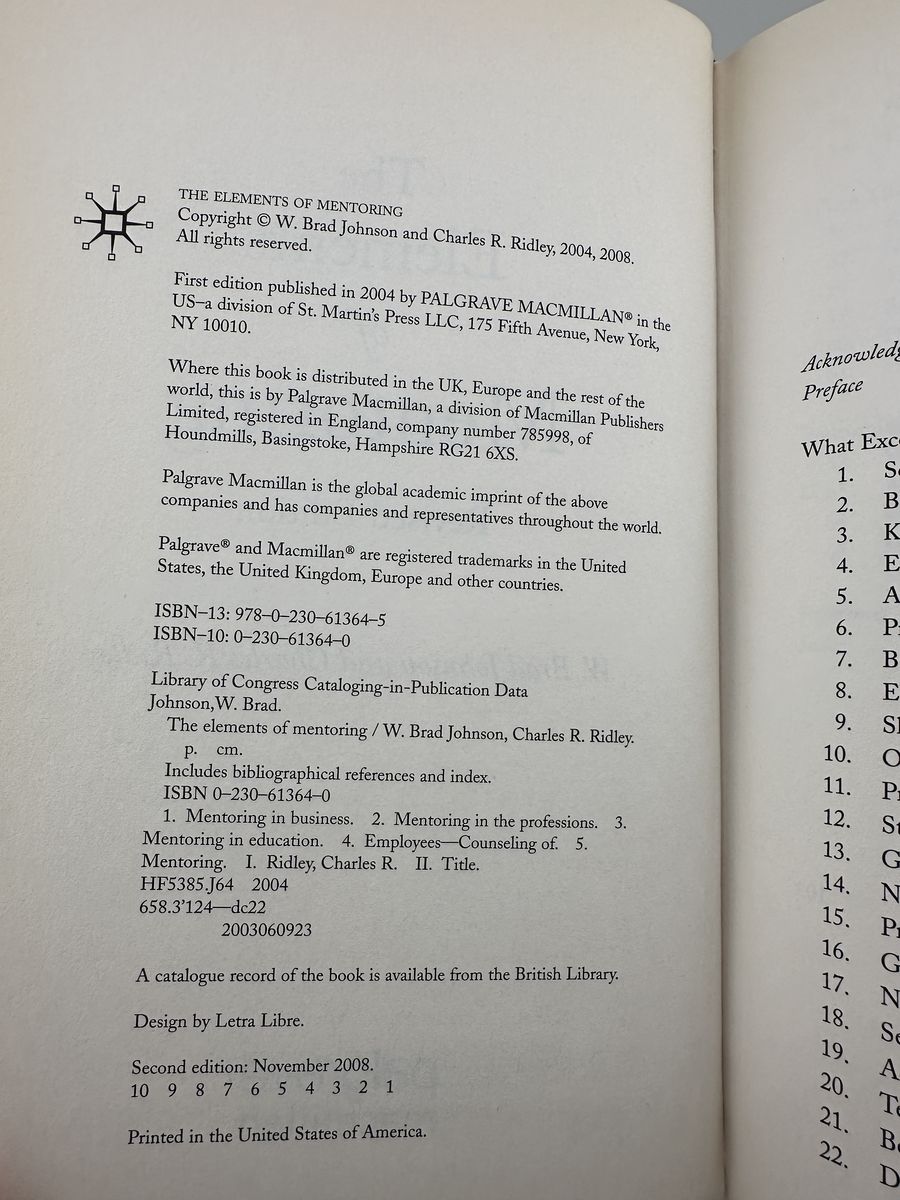 THE ELEMENTS OF MENTORING
Copyright © W. Brad Johnson and Charles R. Ridley, 2004, 2008.
All rights reserved.
First edition published in 2004 by PALGRAVE MACMILLAN® in the
US–a division of St. Martin's Press LLC, 175 Fifth Avenue, New York,
NY 10010.
Where this book is distributed in the UK, Europe and the rest of the
world, this is by Palgrave Macmillan, a division of Macmillan Publishers
Limited, registered in England, company number 785998, of
Houndmills, Basingstoke, Hampshire RG21 6XS.
Palgrave Macmillan is the global academic imprint of the above
companies and has companies and representatives throughout the world.
Palgrave® and Macmillan® are registered trademarks in the United
States, the United Kingdom, Europe and other countries.
ISBN–13: 978–0–230–61364–5
ISBN–10: 0–230–61364–0
Library of Congress Cataloging-in-Publication Data
Johnson, W. Brad.
The elements of mentoring / W. Brad Johnson, Charles R. Ridley.
p. cm.
Includes bibliographical references and index.
ISBN 0–230–61364–0
1. Mentoring in business. 2. Mentoring in the professions. 3.
Mentoring in education. 4. Employees—Counseling of. 5.
Mentoring. I. Ridley, Charles R. II. Title.
HF5385.J64 2004
658.3'124—dc22
2003060923
A catalogue record of the book is available from the British Library.
Design by Letra Libre.
Second edition: November 2008.
10 9 8 7 6 5 4 3 2 1
Printed in the United States of America.
Preface
What
1.
2. B
3. K
4. E
5. A
6.
7. B
8. E
9.
10. O
11.
12.
13. G
14. N
15.
16. G
17. N
18.
19. A
20.
21.
22. D